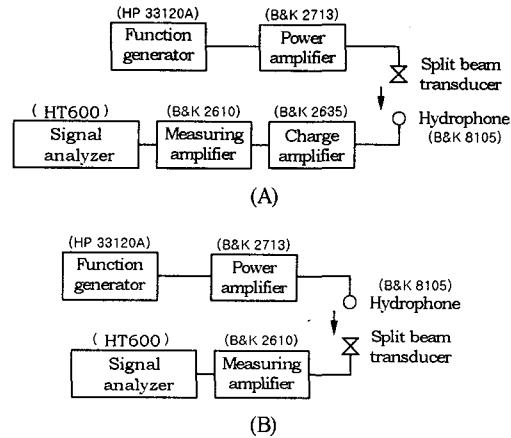 (HP 33120A)
Function
generator
(B&K 2713)
Power
amplifier
Split beam
transducer
Hydrophone
(B&K 8105)
( HT600 )
Signal
analyzer
(B&K 2610)
Measuring
amplifier
(B&K 2635)
Charge
amplifier
(A)
(HP 33120A)
Function
generator
(B&K 2713)
Power
amplifier
(B&K 8105)
Hydrophone
Split beam
transducer
( HT600 )
Signal
analyzer
(B&K 2610)
Measuring
amplifier
(B)